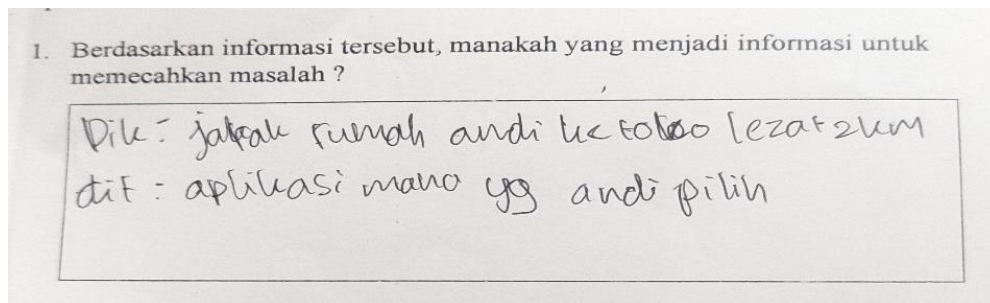 1. Berdasarkan informasi tersebut, manakah yang menjadi informasi untuk
memecahkan masalah ?
Dik : jarak rumah andi ke toko lezat 2km
dit : aplikasi mana yg andi pilih